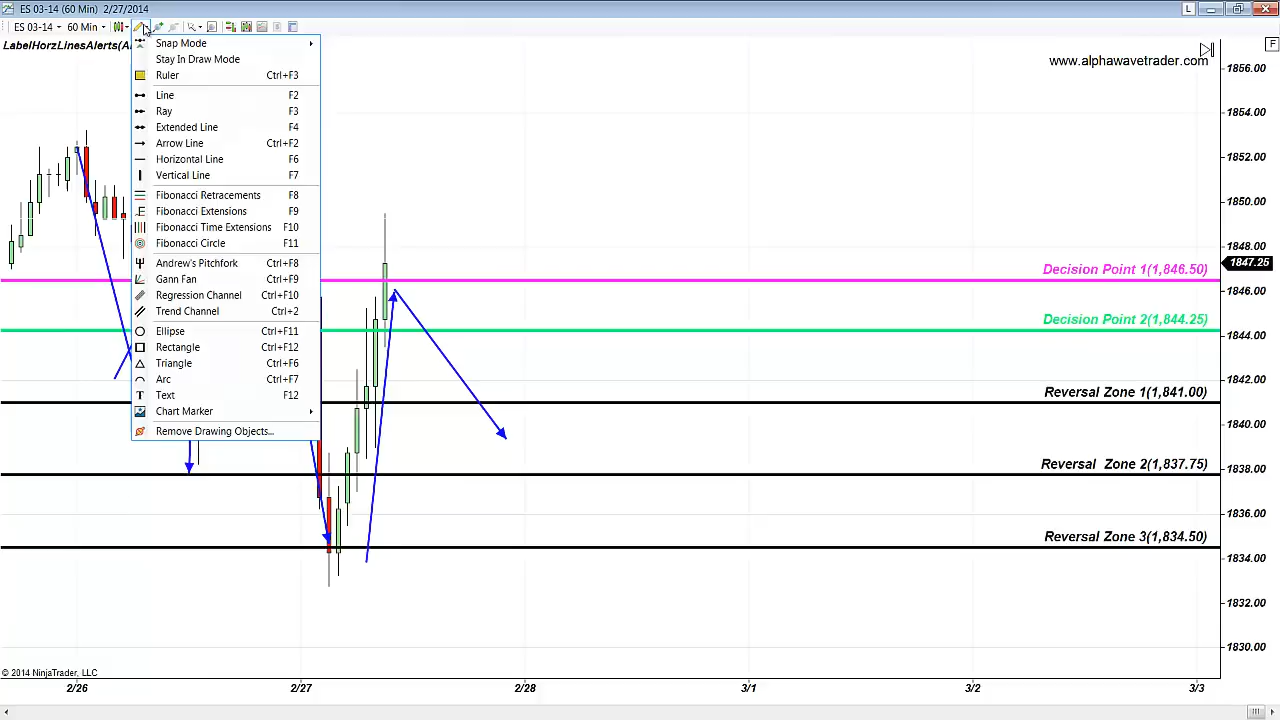 ES 03-14 (60 Min) 2/27/2014
L
ES 03-14 60 Min
LabelHorzLinesAlerts(A
www.alphawavetrader.com
F
Snap Mode
Stay In Draw Mode
Ruler Ctrl+F3
Line F2
Ray F3
Extended Line F4
Arrow Line Ctrl+F2
Horizontal Line F6
Vertical Line F7
Fibonacci Retracements F8
Fibonacci Extensions F9
Fibonacci Time Extensions F10
Fibonacci Circle F11
Andrew's Pitchfork Ctrl+F8
Gann Fan Ctrl+F9
Regression Channel Ctrl+F10
Trend Channel Ctrl+2
Ellipse Ctrl+F11
Rectangle Ctrl+F12
Triangle Ctrl+F6
Arc Ctrl+F7
Text F12
Chart Marker
Remove Drawing Objects...
Decision Point 1(1,846.50)
Decision Point 2(1,844.25)
Reversal Zone 1(1,841.00)
Reversal Zone 2(1,837.75)
Reversal Zone 3(1,834.50)
1856.00
1854.00
1852.00
1850.00
1848.00
1847.25
1846.00
1844.00
1842.00
1840.00
1838.00
1836.00
1834.00
1832.00
1830.00
© 2014 NinjaTrader, LLC
2/26 2/27 2/28 3/1 3/2 3/3